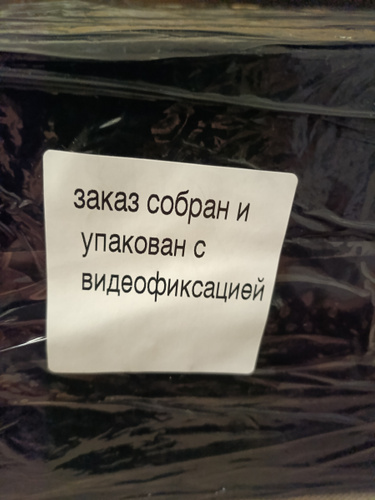 заказ собран и
упакован с
видеофиксацией